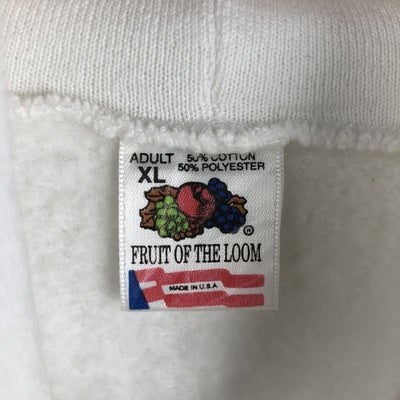 ADULT 50% COTTON
XL 50% POLYESTER
®
FRUIT OF THE LOOM
MADE IN U.S.A.